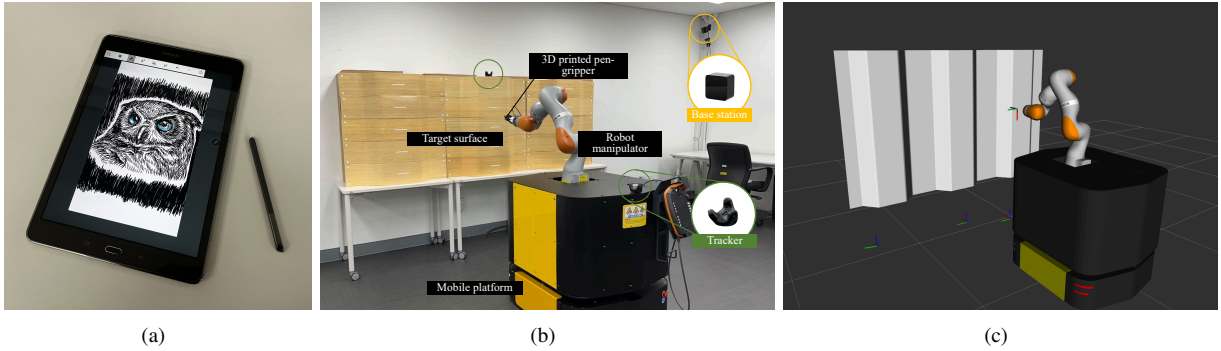 3D printed pen-
gripper
Base station
Target surface
Robot
manipulator
Tracker
Mobile platform
(a)
(b)
(c)